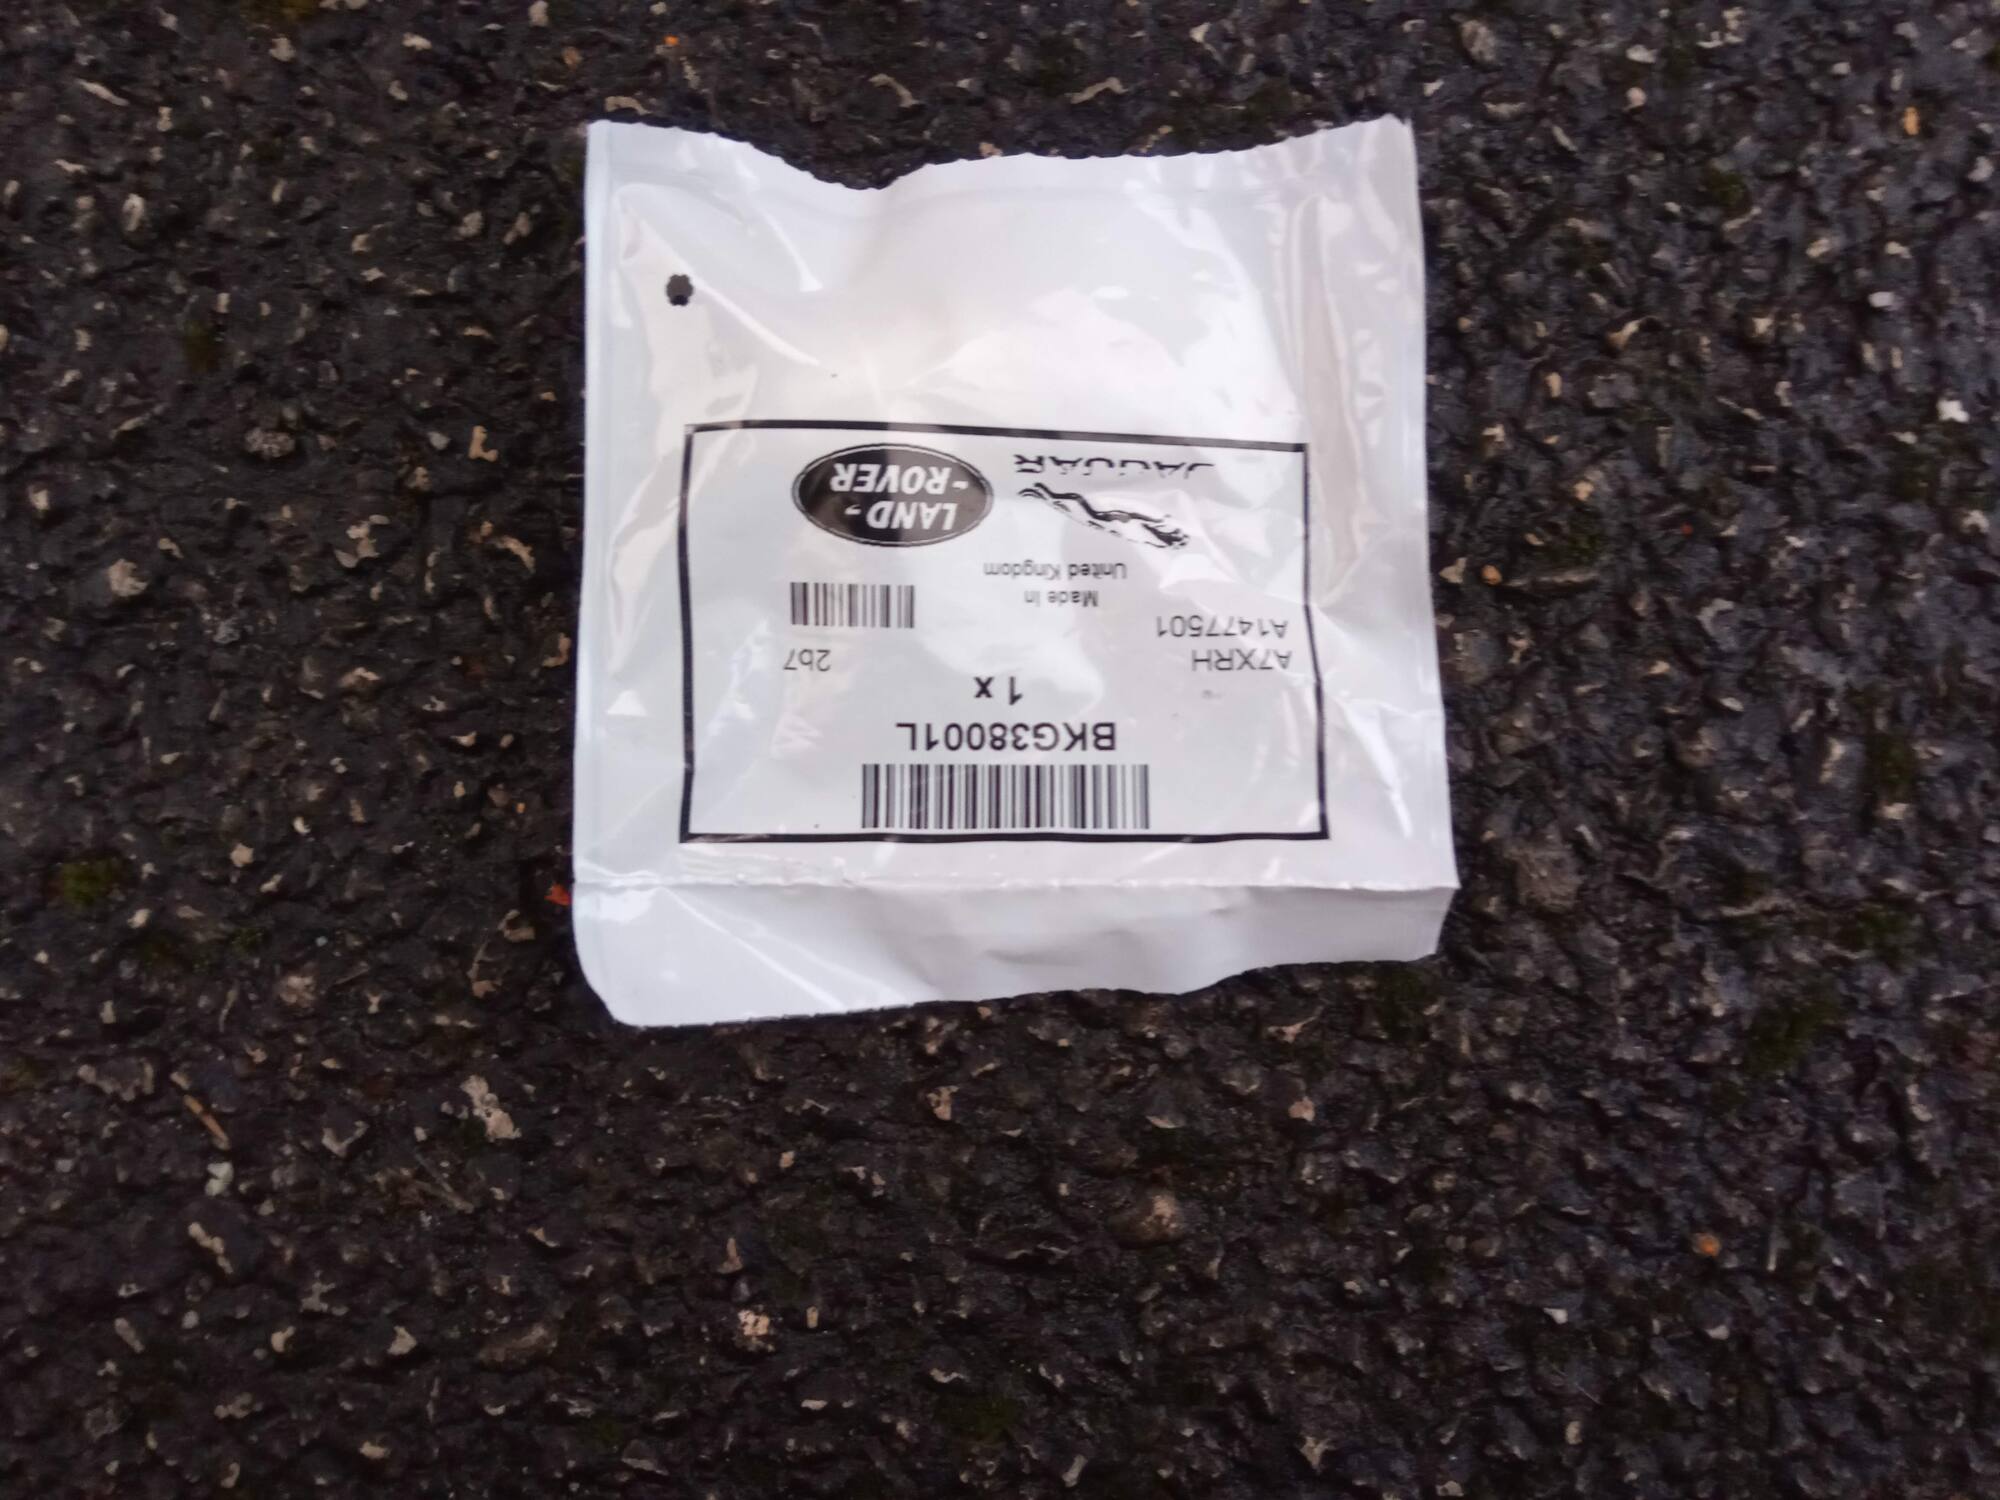 BKG38001L
1 x
A7XRH
2b7
A1477501
Made in
United Kingdom
JAGUAR
LAND-
-ROVER